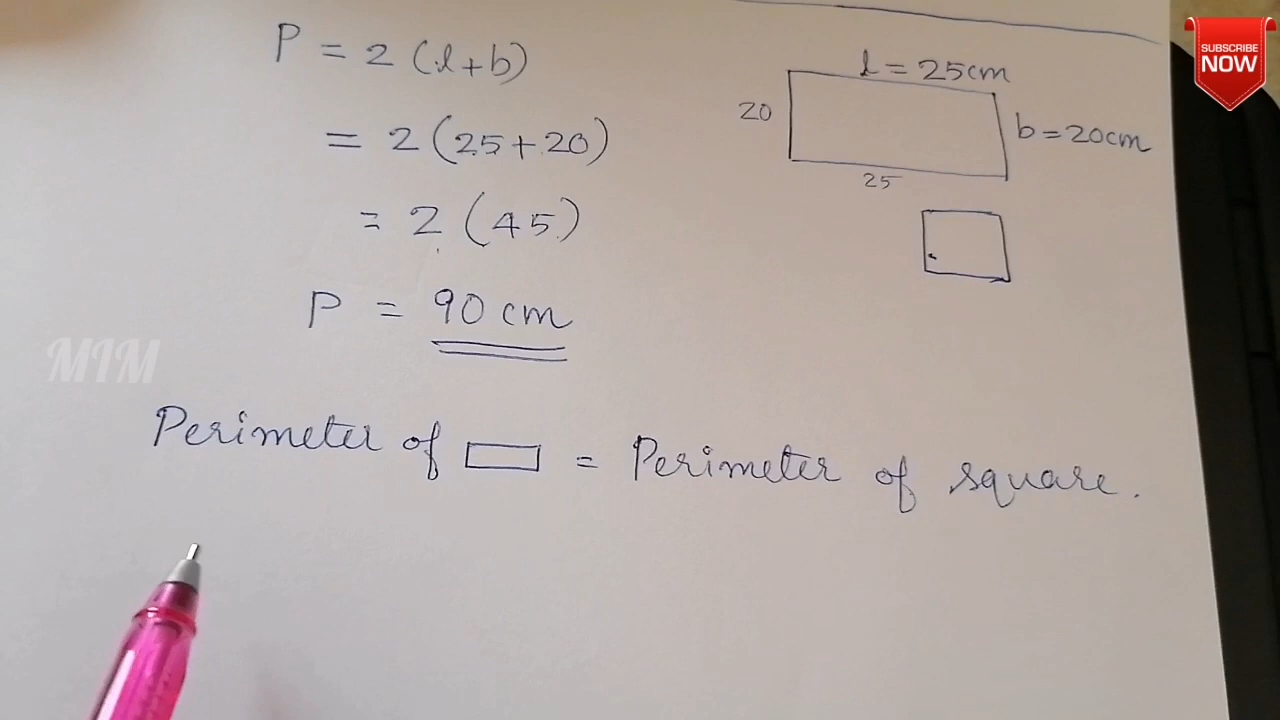 P = 2 (l+b)
= 2 (25+20)
= 2 (45)
P = 90 cm
l = 25cm
20
b = 20cm
25
Perimeter of ▭ = Perimeter of square.
MIM
SUBSCRIBE
NOW